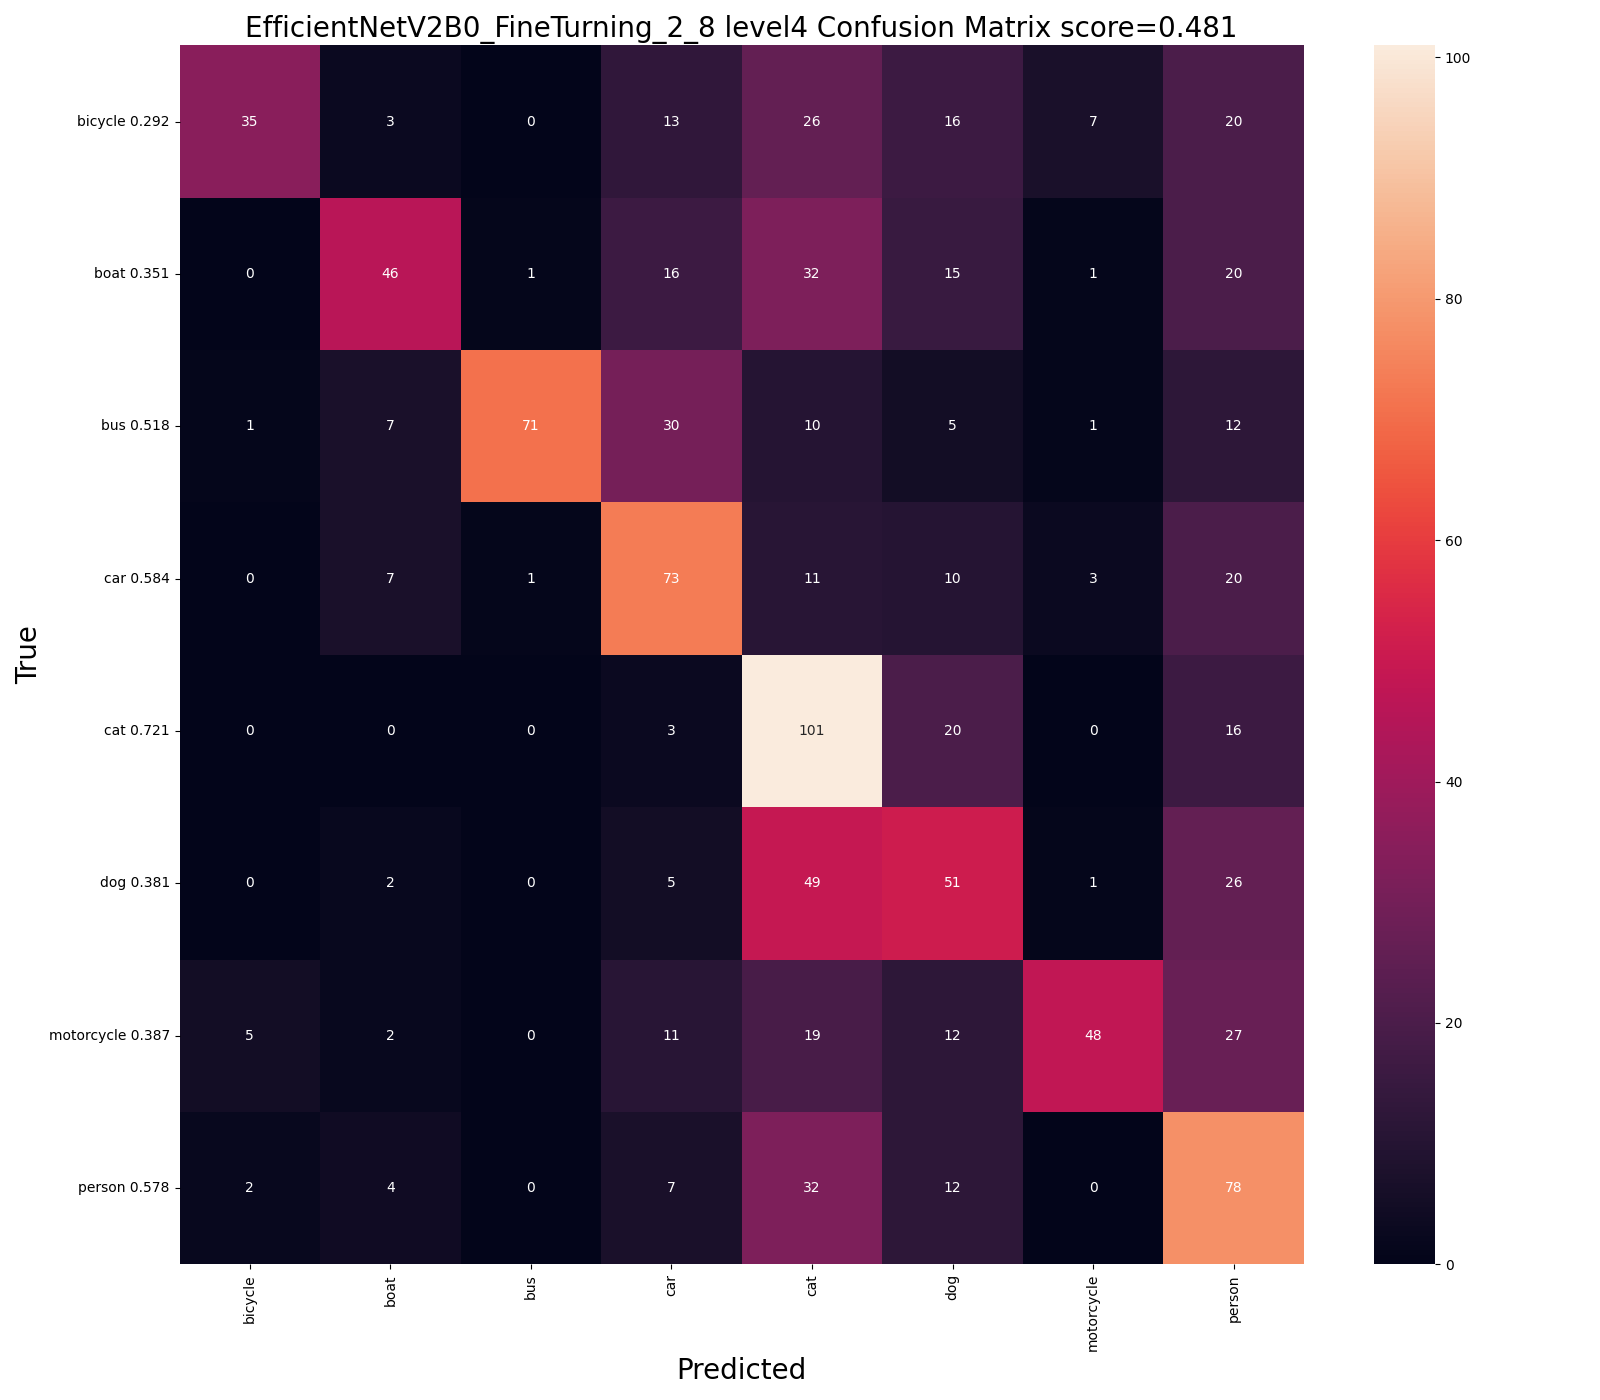 EfficientNetV2B0_FineTurning_2_8 level4 Confusion Matrix score=0.481
bicycle 0.292 35 3 0 13 26 16 7 20
boat 0.351 0 46 1 16 32 15 1 20
bus 0.518 1 7 71 30 10 5 1 12
car 0.584 0 7 1 73 11 10 3 20
cat 0.721 0 0 0 3 101 20 0 16
dog 0.381 0 2 0 5 49 51 1 26
motorcycle 0.387 5 2 0 11 19 12 48 27
person 0.578 2 4 0 7 32 12 0 78
True
bicycle boat bus car cat dog motorcycle person
Predicted
100
80
60
40
20
0